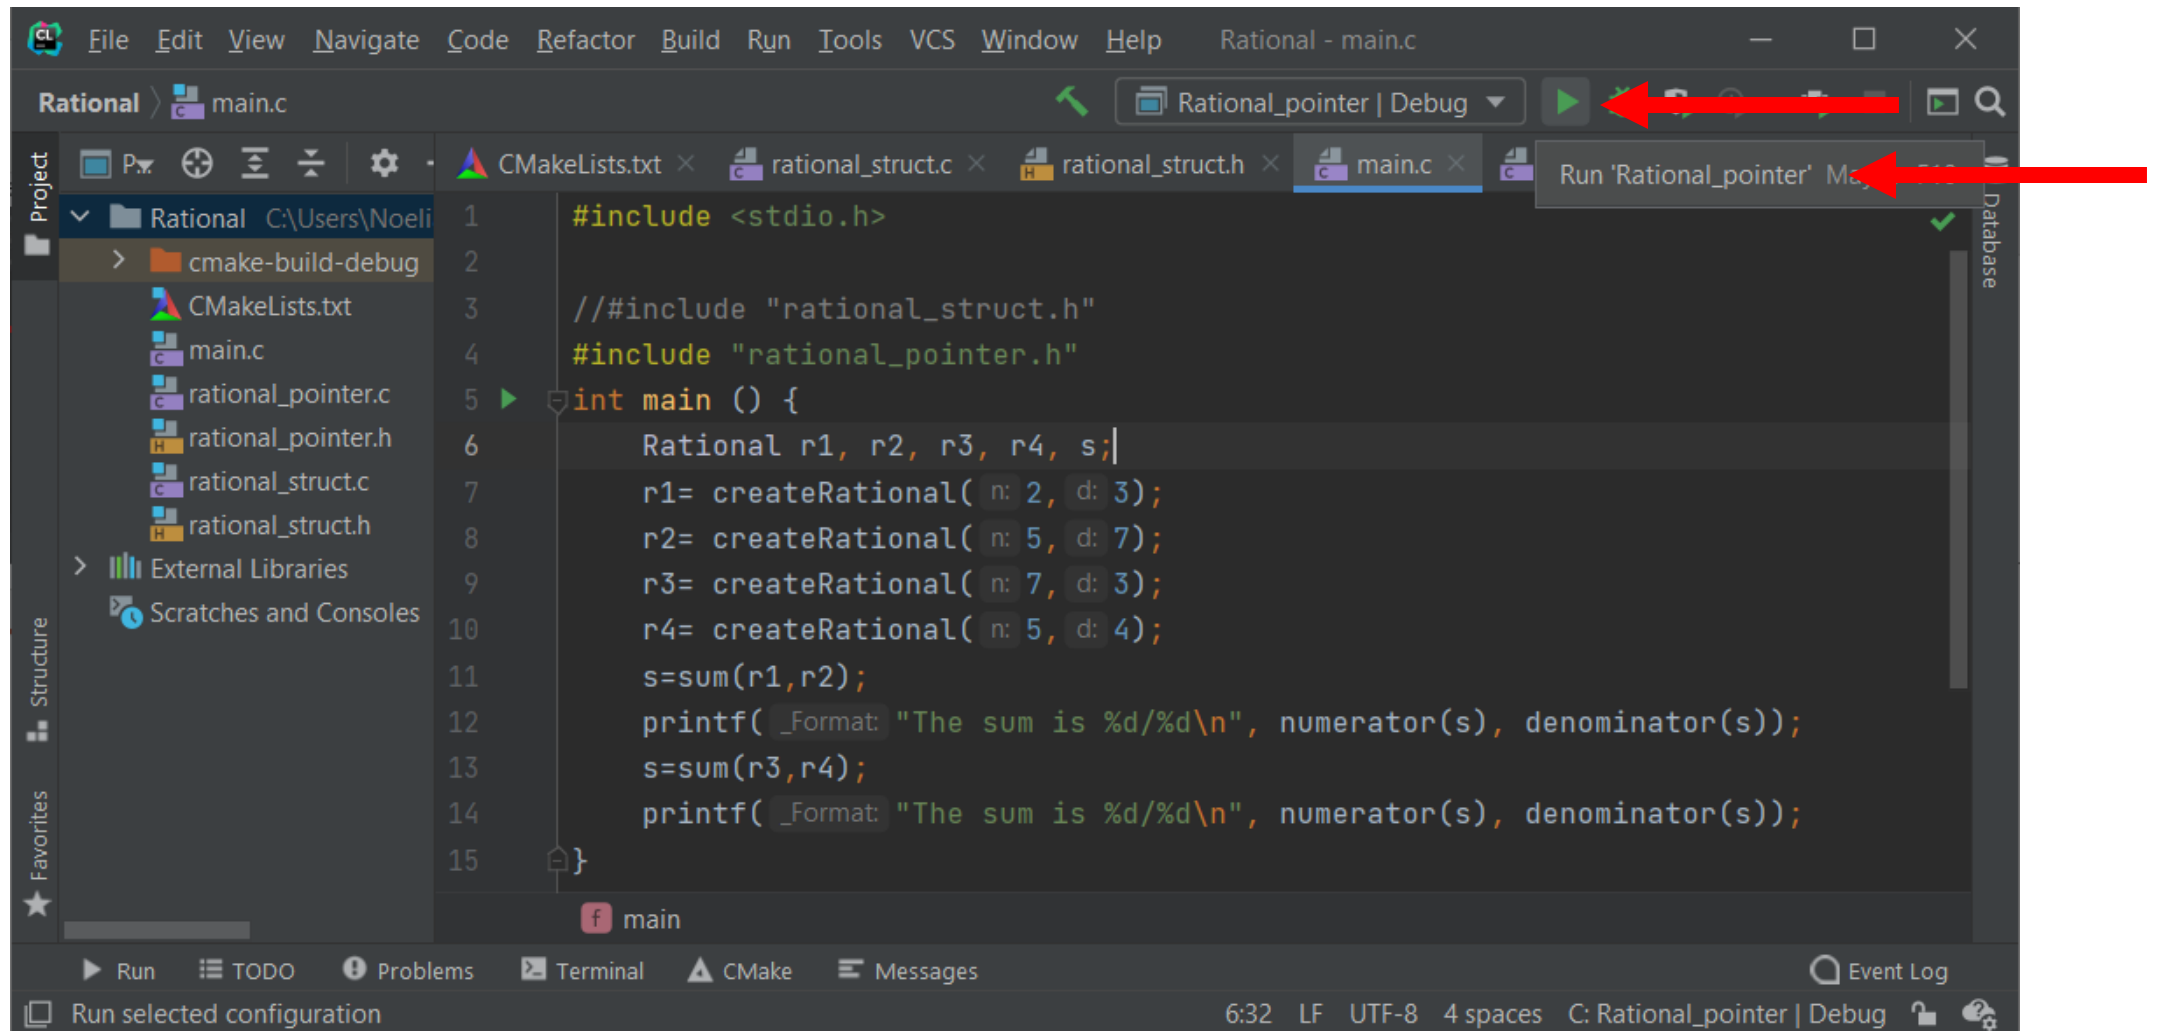 CL File Edit View Navigate Code Refactor Build Run Tools VCS Window Help Rational - main.c
Rational main.c Rational_pointer | Debug
Project P CMakeLists.txt rational_struct.c rational_struct.h main.c Run 'Rational_pointer'
Database
Rational C:\Users\Noeli
cmake-build-debug
CMakeLists.txt
main.c
rational_pointer.c
rational_pointer.h
rational_struct.c
rational_struct.h
External Libraries
Scratches and Consoles
Structure
Favorites
1 #include <stdio.h>
2
3 //#include "rational_struct.h"
4 #include "rational_pointer.h"
5 int main () {
6 Rational r1, r2, r3, r4, s;
7 r1= createRational( n: 2, d: 3);
8 r2= createRational( n: 5, d: 7);
9 r3= createRational( n: 7, d: 3);
10 r4= createRational( n: 5, d: 4);
11 s=sum(r1,r2);
12 printf( _Format: "The sum is %d/%d\n", numerator(s), denominator(s));
13 s=sum(r3,r4);
14 printf( _Format: "The sum is %d/%d\n", numerator(s), denominator(s));
15 }
f main
Run TODO Problems Terminal CMake Messages Event Log
Run selected configuration 6:32 LF UTF-8 4 spaces C: Rational_pointer | Debug